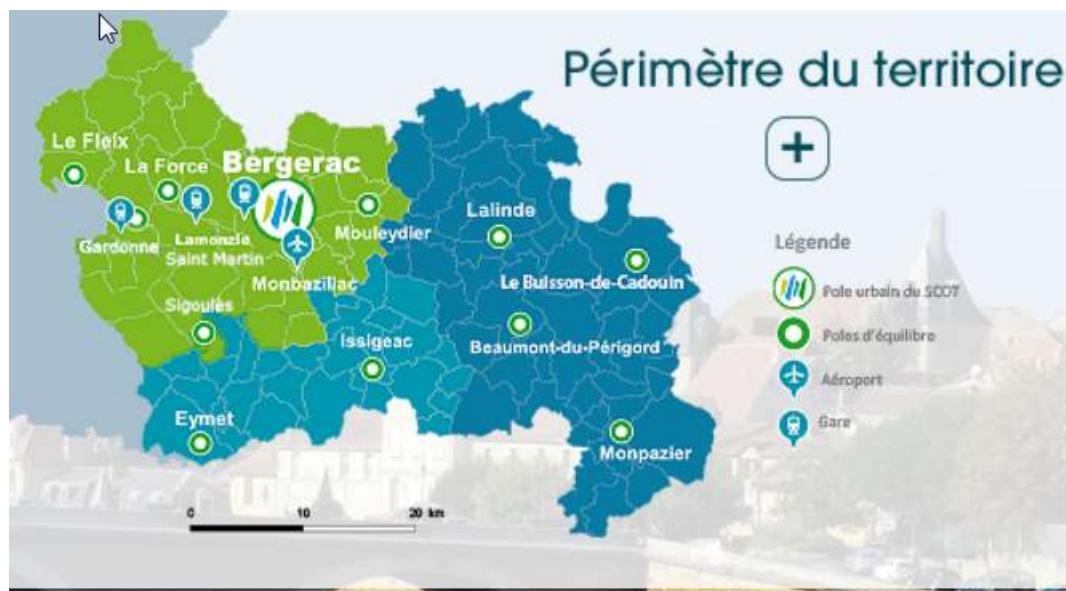 Périmètre du territoire
+
Le Fleix
La Force
Bergerac
Gardonne
Lamonzie
Saint Martin
Mouleydier
Monbazillac
Sigoulès
Lalinde
Le Buisson-de-Cadouin
Issigeac
Beaumont-du-Périgord
Eymet
Monpazier
0 10 20 km
Légende
Pole urbain du SCOT
Poles d'équilibre
Aéroport
Gare